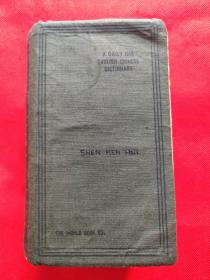 A DAILY USE
ENGLISH-CHINESE
DICTIONARY
SHEN KEN HUI
THE WORLD BOOK CO.